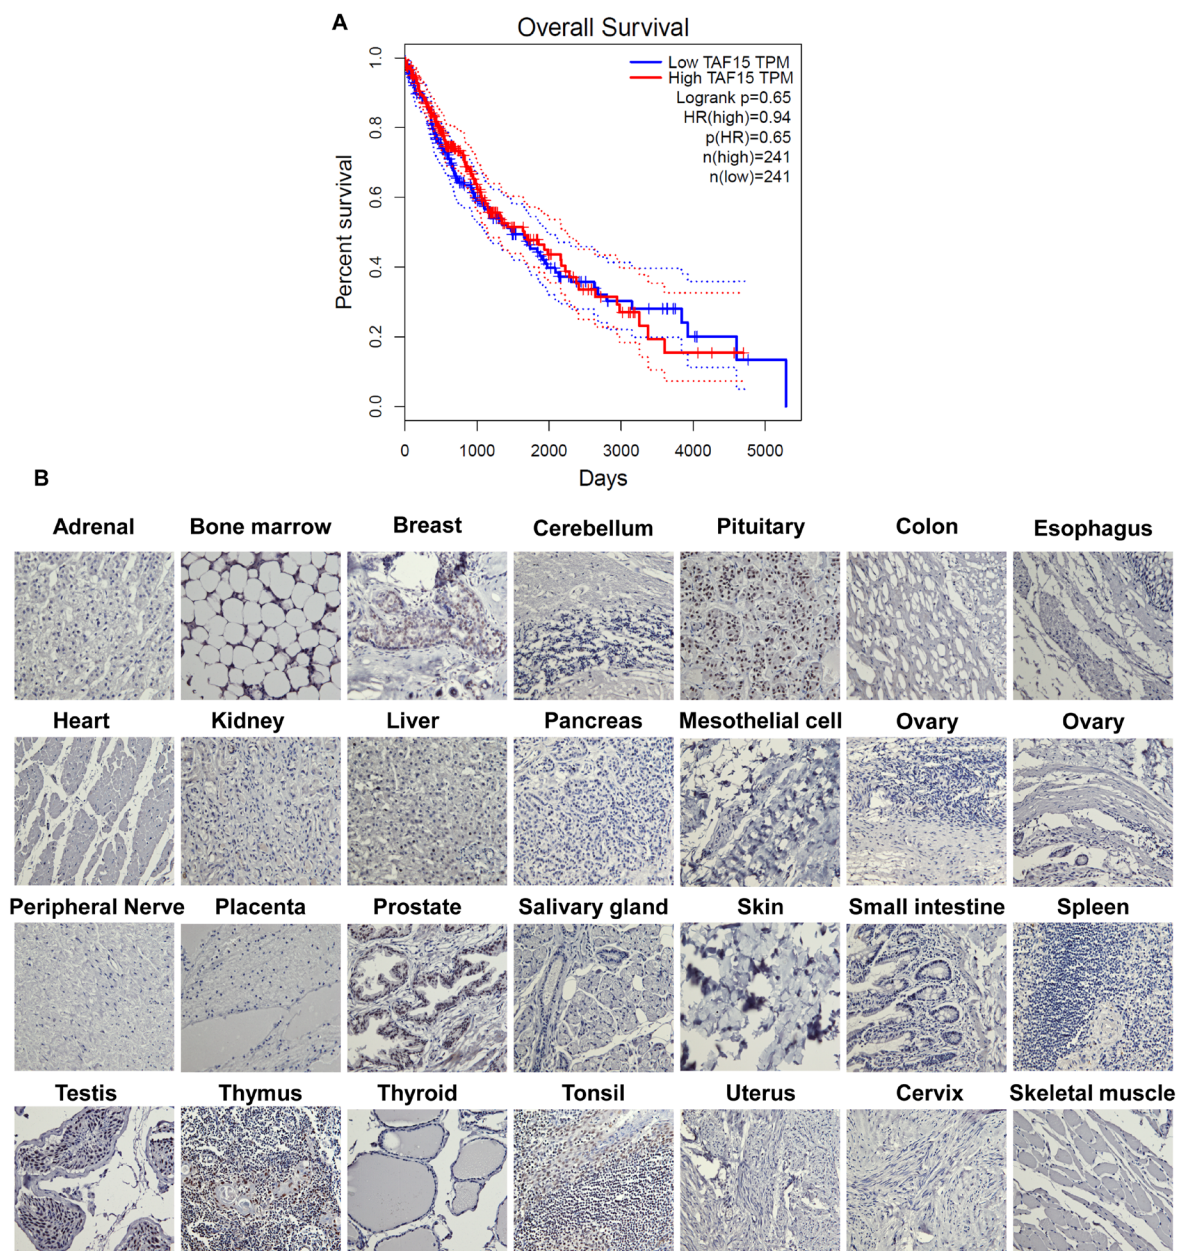 A
Overall Survival
Low TAF15 TPM
High TAF15 TPM
Logrank p=0.65
HR(high)=0.94
p(HR)=0.65
n(high)=241
n(low)=241
Percent survival
1.0
0.8
0.6
0.4
0.2
0.0
0 1000 2000 3000 4000 5000
Days
B
Adrenal Bone marrow Breast Cerebellum Pituitary Colon Esophagus
Heart Kidney Liver Pancreas Mesothelial cell Ovary Ovary
Peripheral Nerve Placenta Prostate Salivary gland Skin Small intestine Spleen
Testis Thymus Thyroid Tonsil Uterus Cervix Skeletal muscle